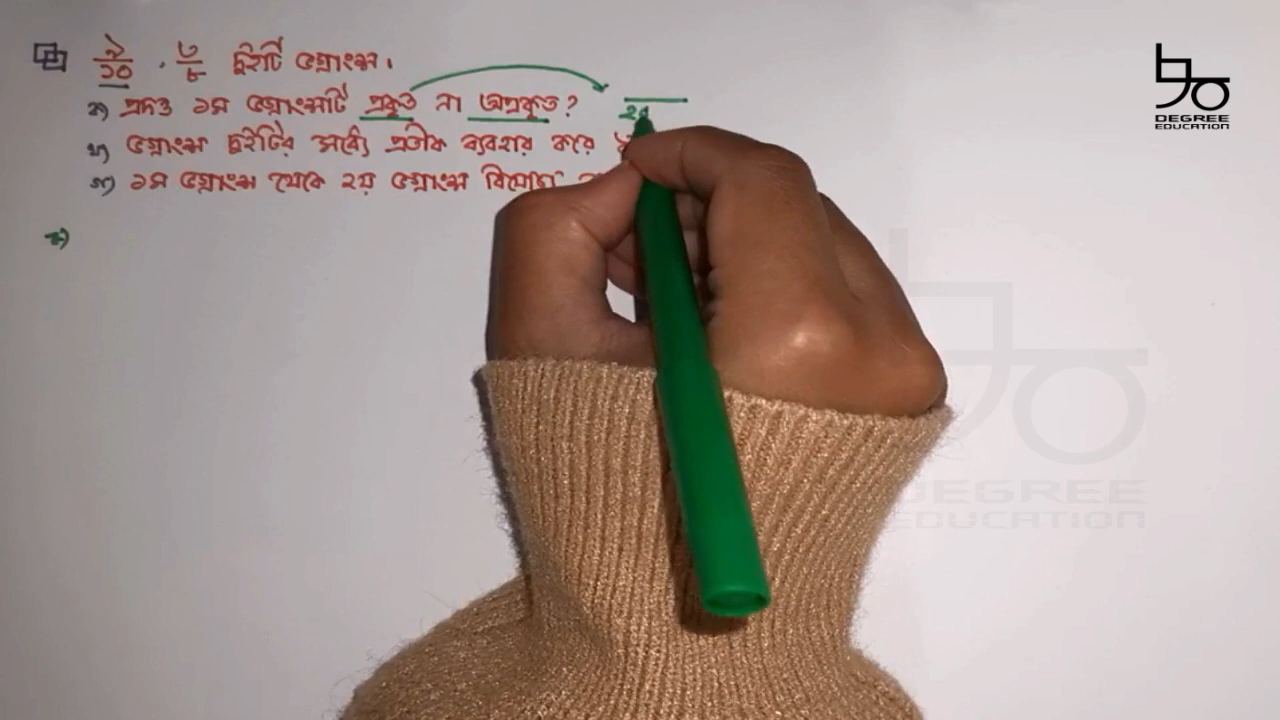 ৯/১০ , ৩/৮ দুইটি ভগ্নাংশ।
ক) প্রদত্ত ১ম ভগ্নাংশটি প্রকৃত না অপ্রকৃত?
খ) ভগ্নাংশ দুইটির মধ্যে প্রতীক ব্যবহার করে
গ) ১ম ভগ্নাংশ থেকে ২য় ভগ্নাংশ বিয়োগ
ক)
DEGREE
EDUCATION
DEGREE
EDUCATION